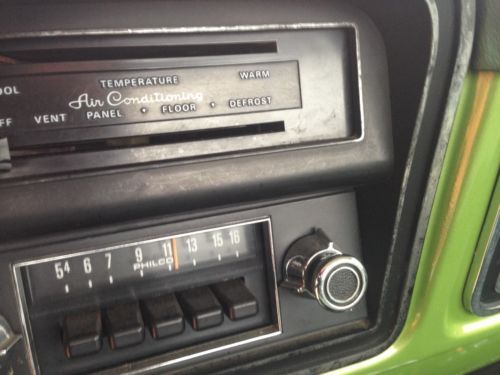 TEMPERATURE WARM
Air Conditioning
VENT PANEL • FLOOR • DEFROST
5⁴ 6 7 9 11 13 15 16
PHILCO